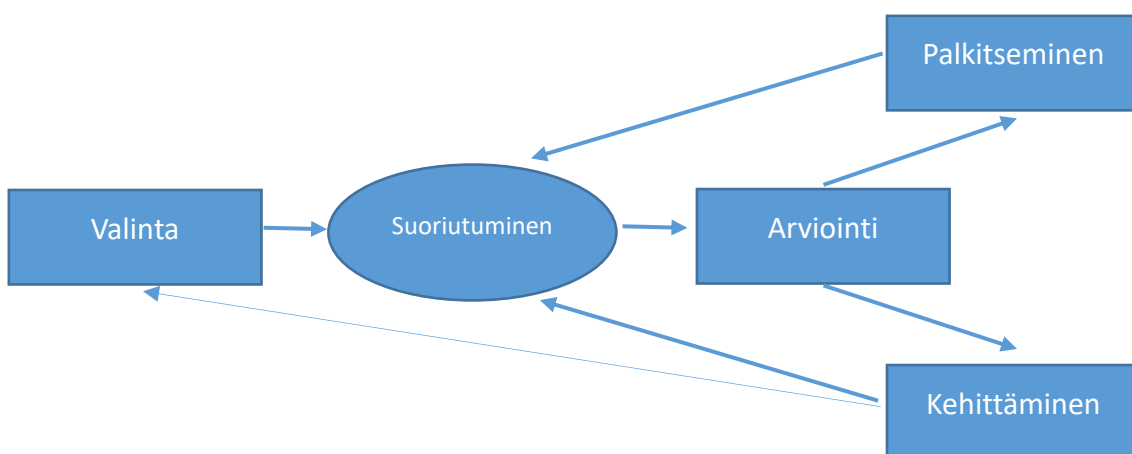 Palkitseminen
Valinta
Suoriutuminen
Arviointi
Kehittäminen